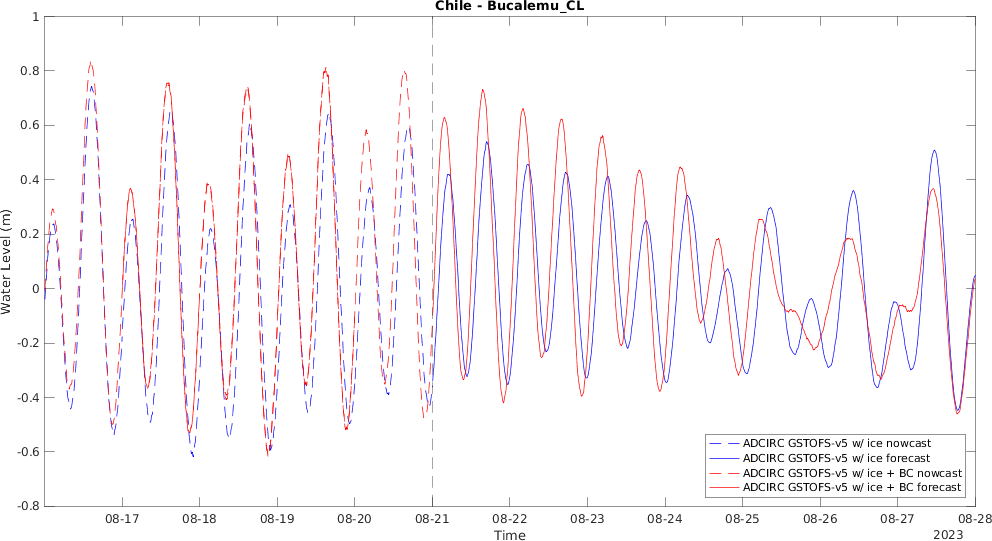 Chile - Bucalemu_CL
1
0.8
0.6
0.4
0.2
0
-0.2
-0.4
-0.6
-0.8
Water Level (m)
08-17 08-18 08-19 08-20 08-21 08-22 08-23 08-24 08-25 08-26 08-27 08-28
Time
2023
ADCIRC GSTOFS-v5 w/ ice nowcast
ADCIRC GSTOFS-v5 w/ ice forecast
ADCIRC GSTOFS-v5 w/ ice + BC nowcast
ADCIRC GSTOFS-v5 w/ ice + BC forecast